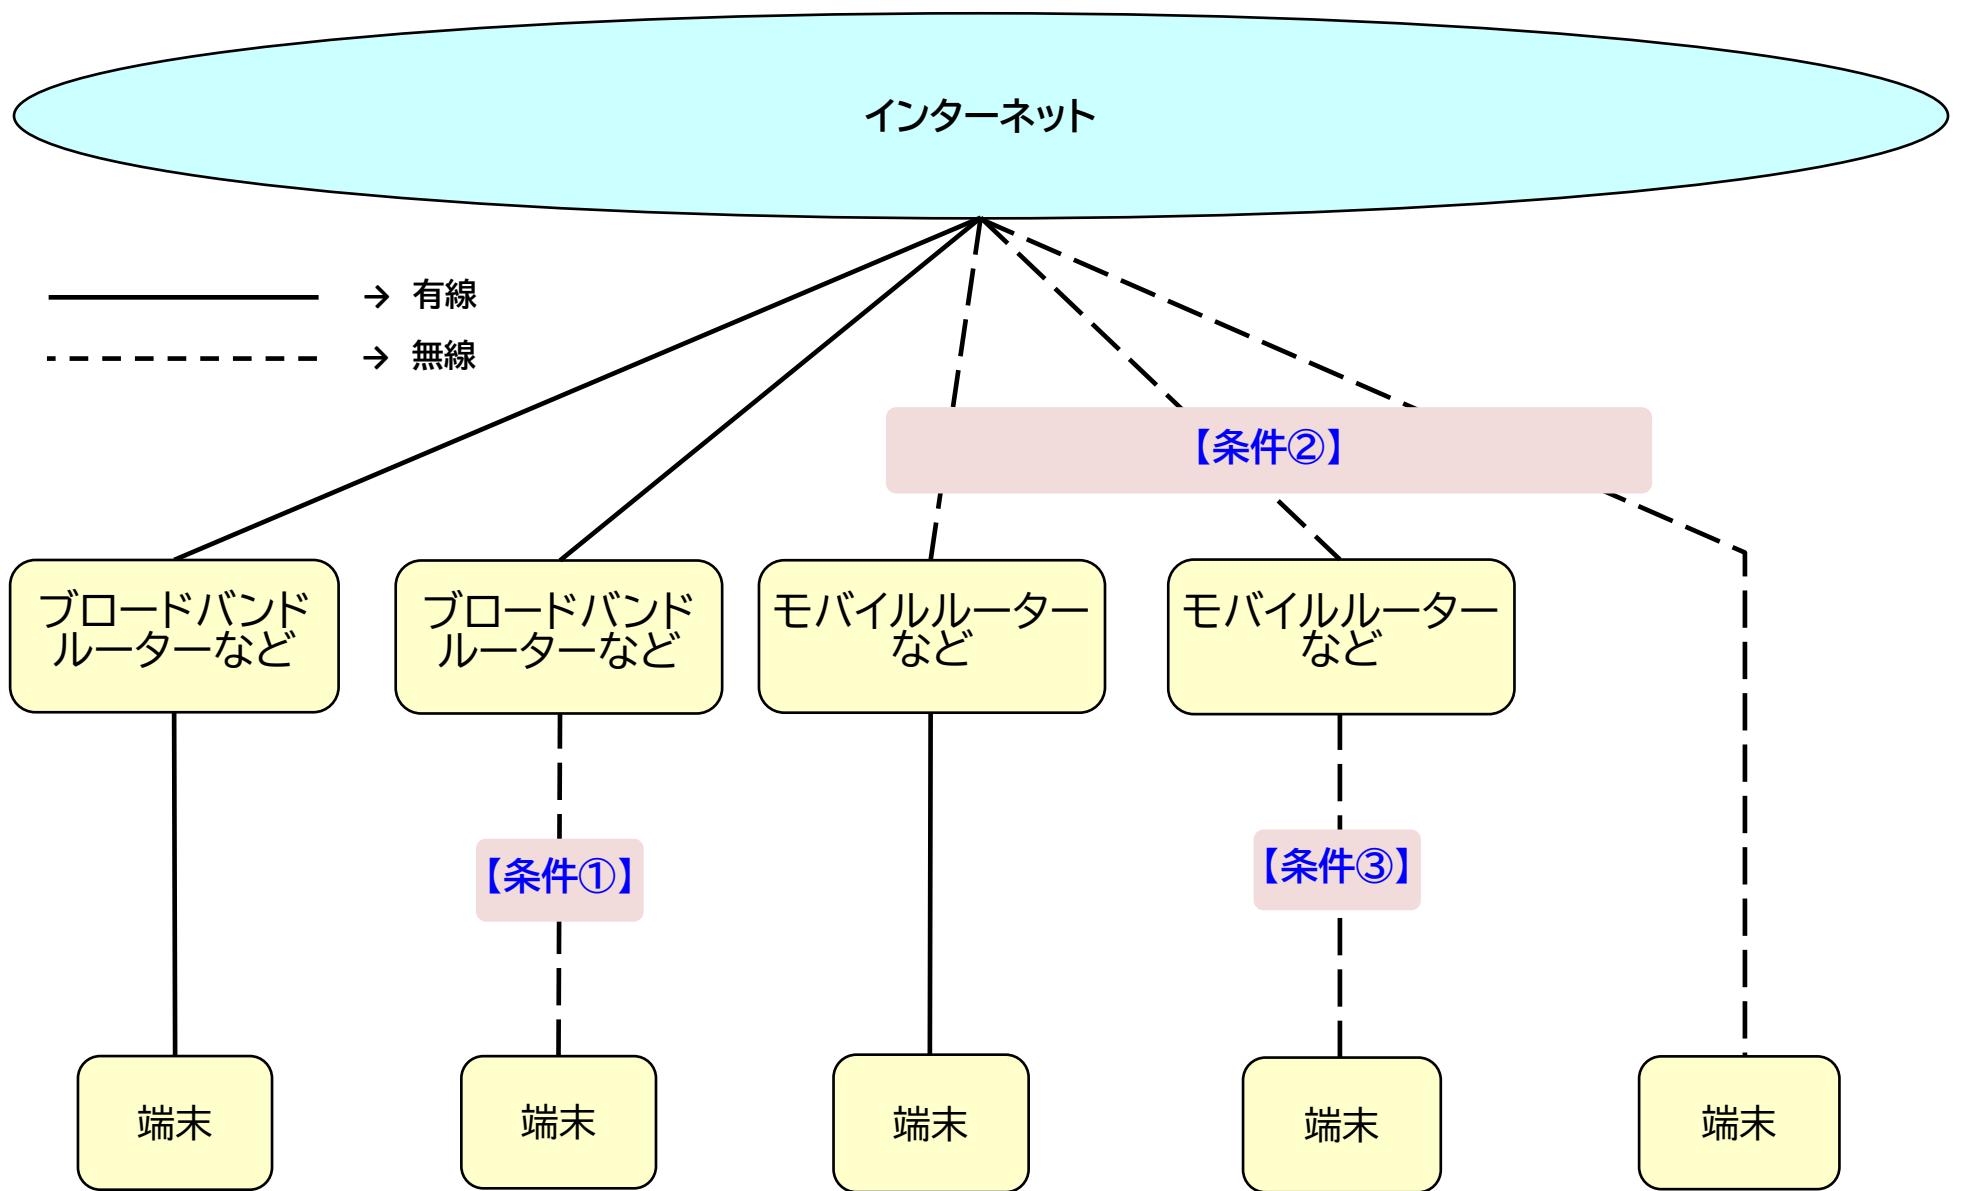 インターネット
→ 有線
→ 無線
【条件②】
ブロードバンド
ルーターなど
ブロードバンド
ルーターなど
モバイルルーター
など
モバイルルーター
など
【条件①】
【条件③】
端末
端末
端末
端末
端末